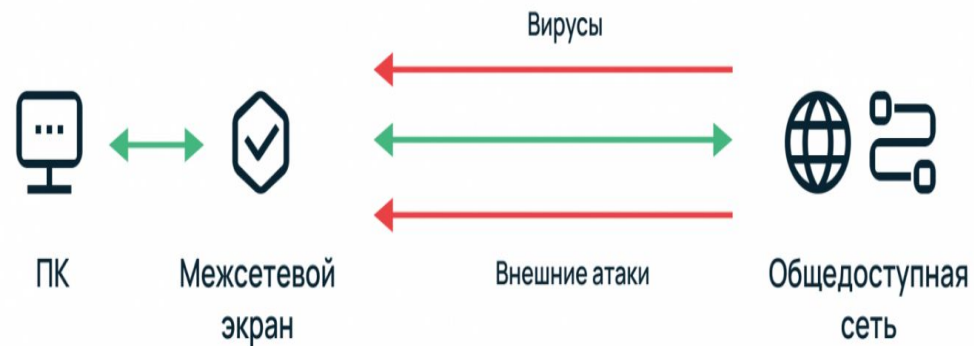 Вирусы
ПК
Межсетевой
экран
Внешние атаки
Общедоступная
сеть